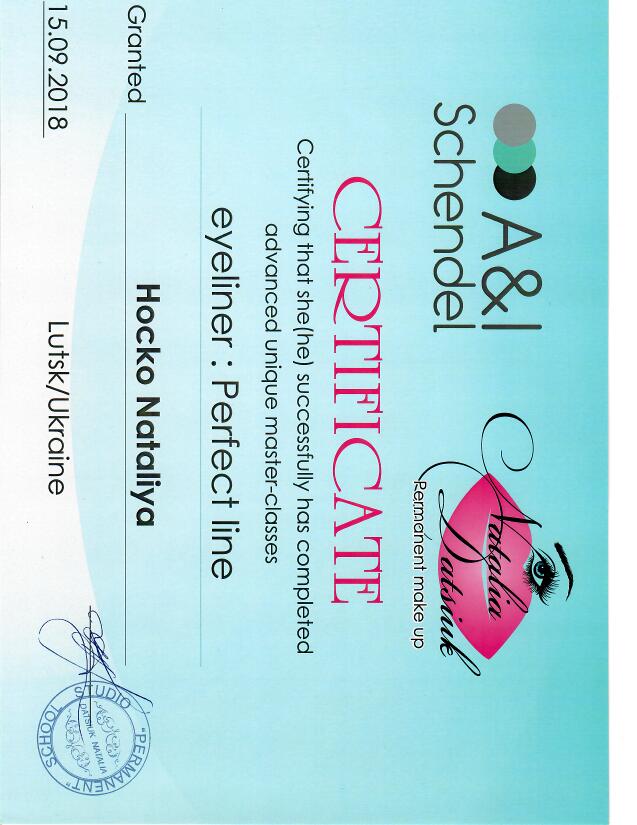 A&I
Schendel
Natalia
Datsiuk
Permanent make up
CERTIFICATE
Certifying that she(he) successfully has completed
advanced unique master-classes
eyeliner : Perfect line
Granted Hocko Nataliya
STUDIO "PERMANENT" SCHOOL
DATSIUK NATALIA
15.09.2018 Lutsk/Ukraine